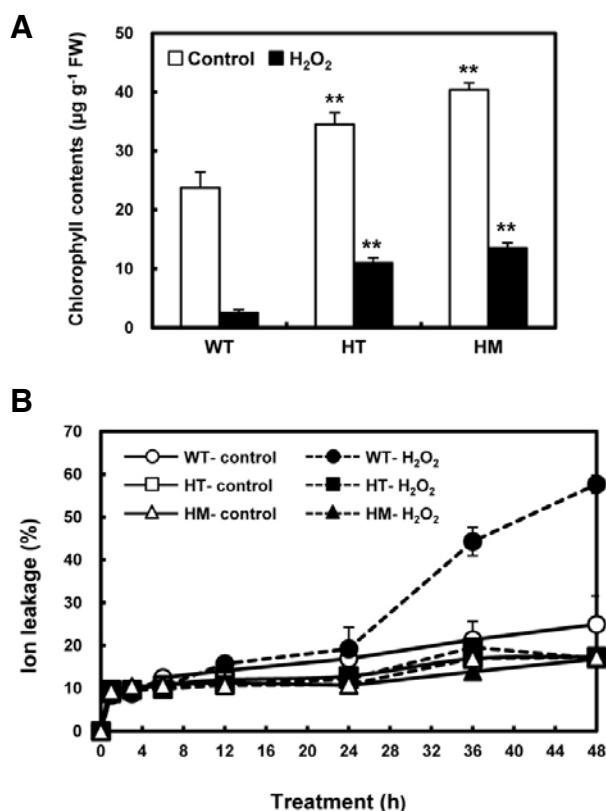 A
Chlorophyll contents (µg g⁻¹ FW)
50
40
30
20
10
0
Control
H₂O₂
**
**
**
**
WT
HT
HM
B
Ion leakage (%)
70
60
50
40
30
20
10
0
WT- control
WT- H₂O₂
HT- control
HT- H₂O₂
HM- control
HM- H₂O₂
0 4 8 12 16 20 24 28 32 36 40 44 48
Treatment (h)